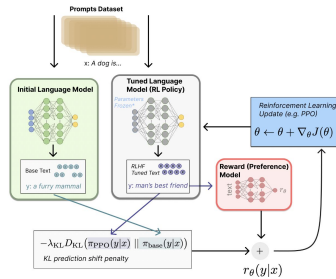 Prompts Dataset
x: A dog is...
Initial Language Model
Tuned Language
Model (RL Policy)
Parameters
Frozen*
Reinforcement Learning
Update (e.g. PPO)
θ ← θ + ∇θJ(θ)
Base Text
y: a furry mammal
RLHF
Tuned Text
y: man's best friend
Reward (Preference)
Model
text
rθ
−λKL DKL (πPPO(y|x) ∥ πbase(y|x))
KL prediction shift penalty
+
rθ(y|x)